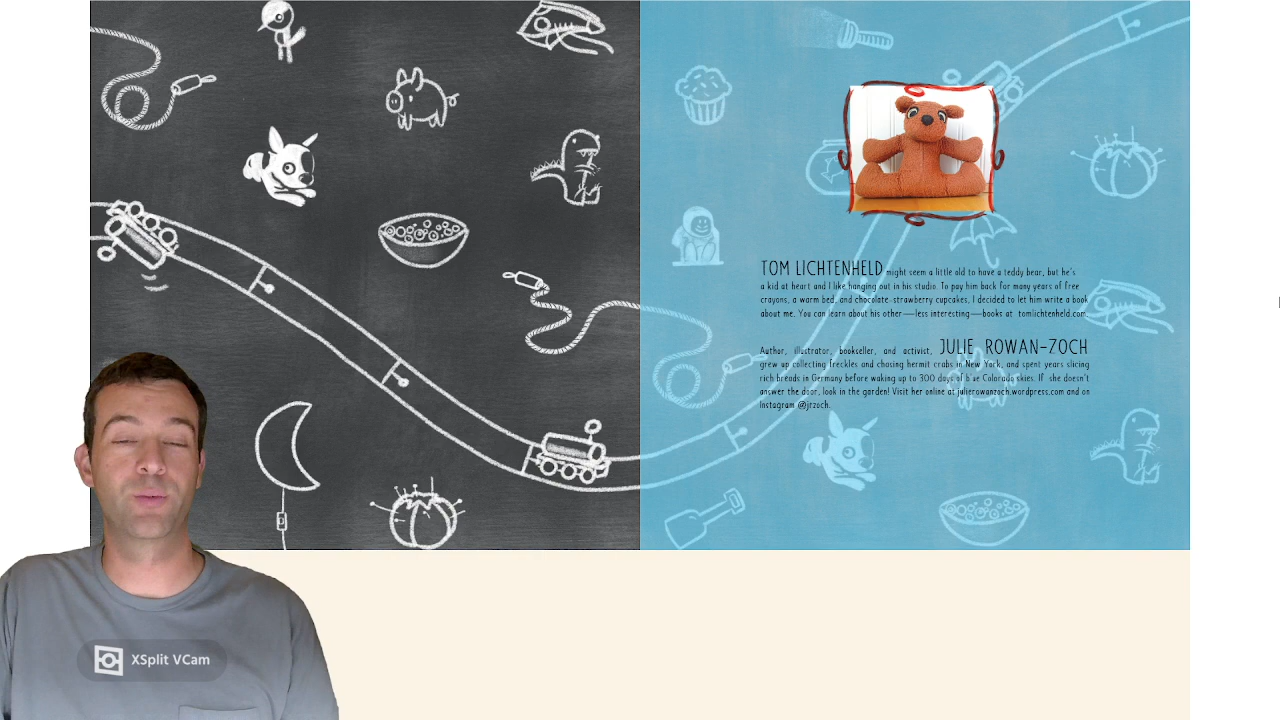 TOM LICHTENHELD might seem a little old to have a teddy bear, but he's
a kid at heart and I like hanging out in his studio. To pay him back for many years of free
crayons, a warm bed, and chocolate-strawberry cupcakes, I decided to let him write a book
about me. You can learn about his other—less interesting—books at tomlichtenheld.com.
Author, illustrator, bookseller, and activist, JULIE ROWAN-ZOCH
grew up collecting freckles and chasing hermit crabs in New York, and spent years slicing
rich breads in Germany before waking up to 300 days of blue Colorado skies. If she doesn't
answer the door, look in the garden! Visit her online at julierowanzoch.wordpress.com and on
Instagram @jrzoch.
XSplit VCam